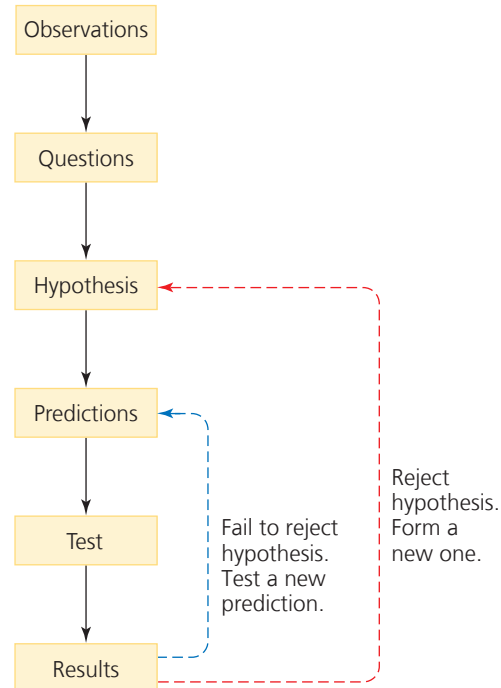 Observations
Questions
Hypothesis
Predictions
Test
Results
Fail to reject
hypothesis.
Test a new
prediction.
Reject
hypothesis.
Form a
new one.